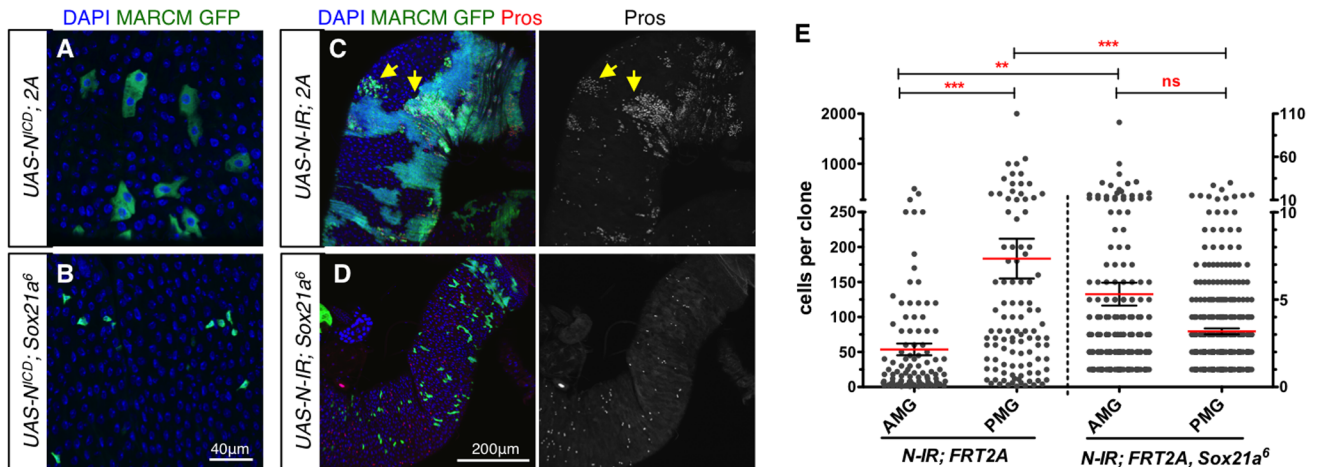 DAPI MARCM GFP
DAPI MARCM GFP Pros
Pros
E
UAS-N^ICD; 2A
A
UAS-N-IR; 2A
C
UAS-N^ICD; Sox21a^6
B
40µm
UAS-N-IR; Sox21a^6
D
200µm
***
**
***
ns
cells per clone
2000
1000
250
200
150
100
50
0
110
60
10
10
5
0
AMG
PMG
AMG
PMG
N-IR; FRT2A
N-IR; FRT2A, Sox21a^6